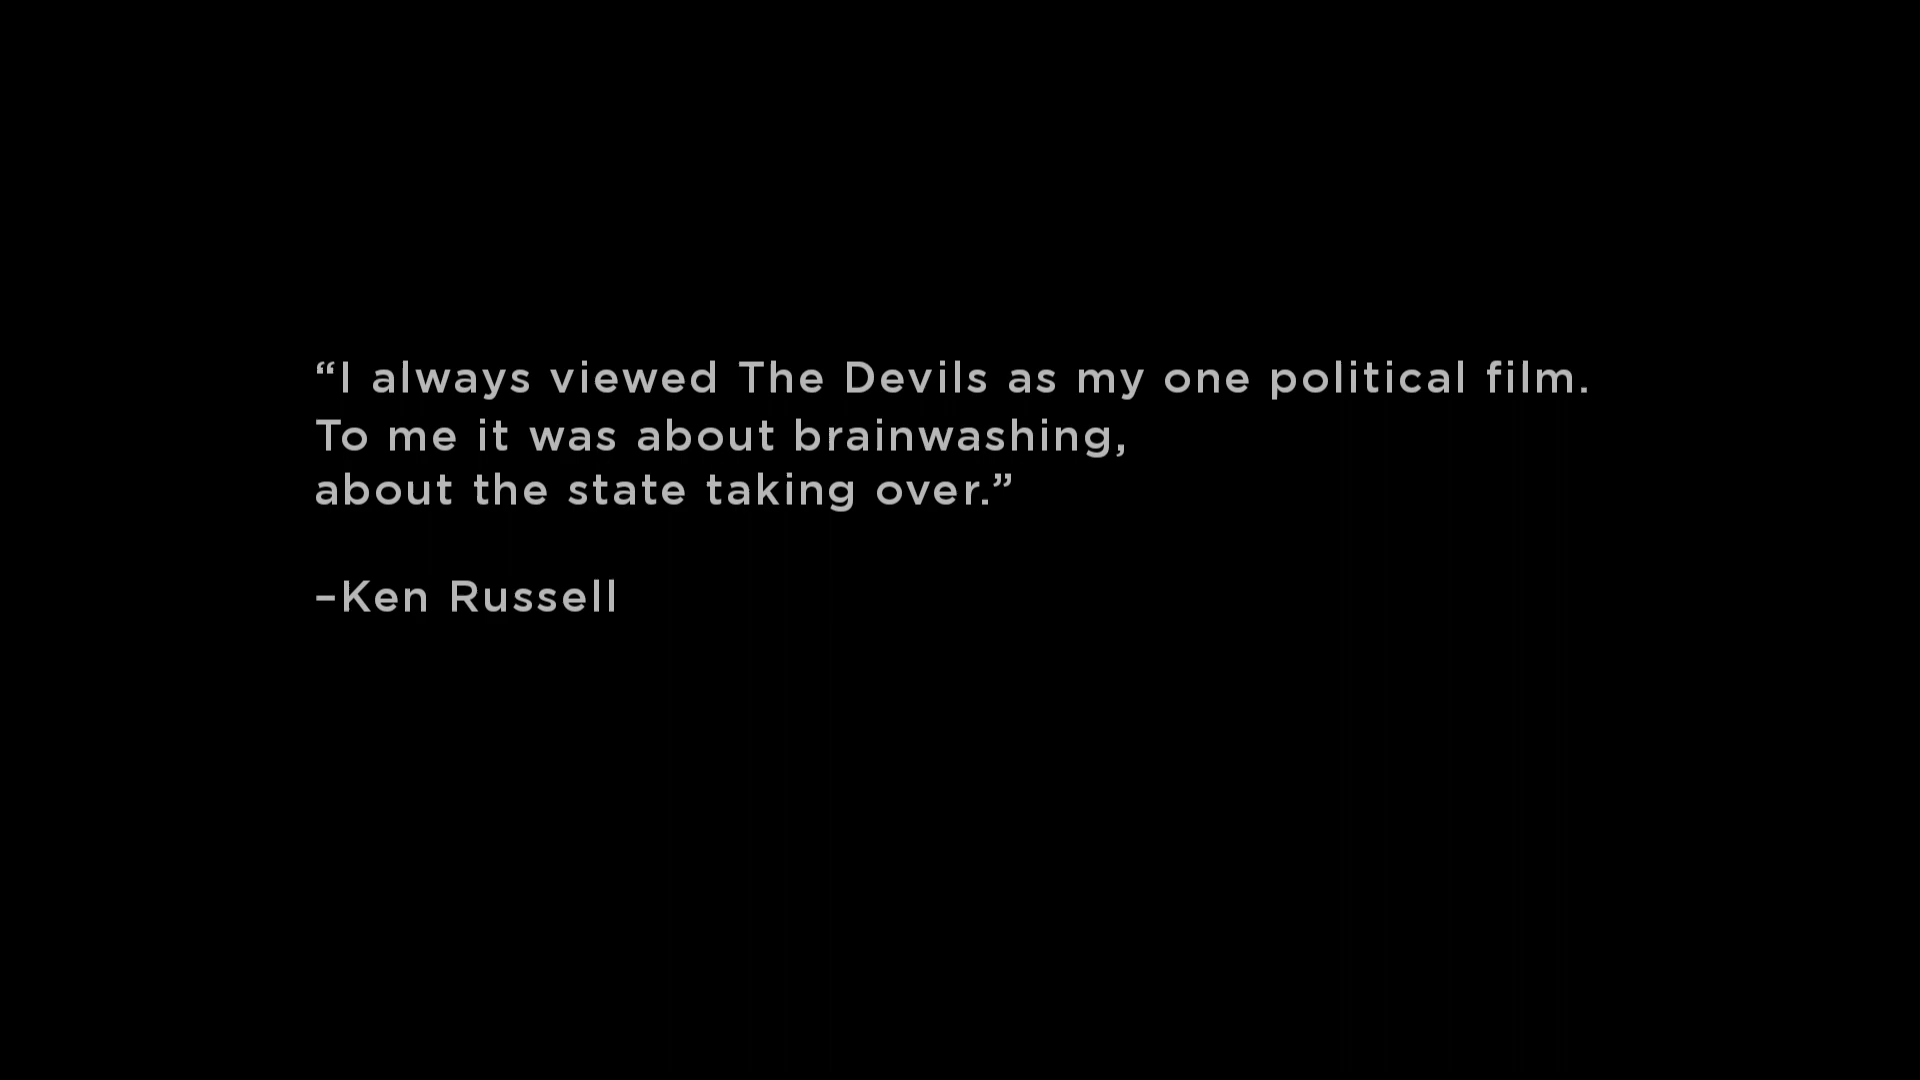 “I always viewed The Devils as my one political film.
To me it was about brainwashing,
about the state taking over.”
–Ken Russell